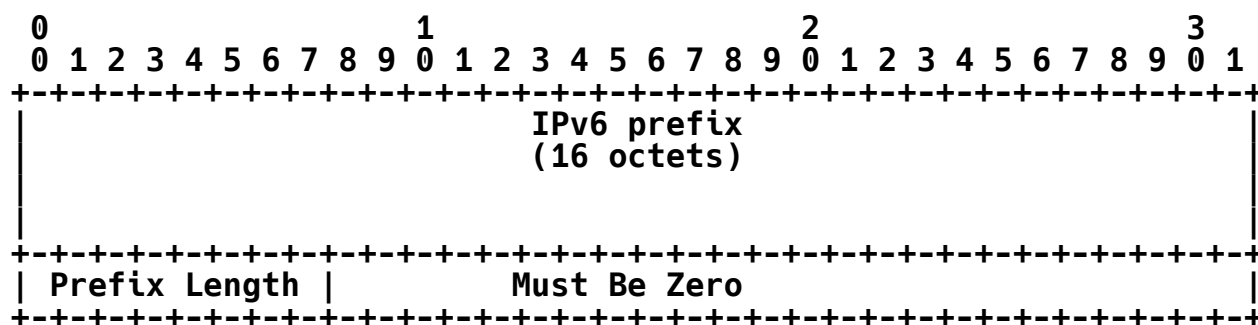 0                   1                   2                   3
 0 1 2 3 4 5 6 7 8 9 0 1 2 3 4 5 6 7 8 9 0 1 2 3 4 5 6 7 8 9 0 1
+-+-+-+-+-+-+-+-+-+-+-+-+-+-+-+-+-+-+-+-+-+-+-+-+-+-+-+-+-+-+-+-+
|                          IPv6 prefix                          |
|                          (16 octets)                          |
|                                                               |
|                                                               |
+-+-+-+-+-+-+-+-+-+-+-+-+-+-+-+-+-+-+-+-+-+-+-+-+-+-+-+-+-+-+-+-+
| Prefix Length |         Must Be Zero                          |
+-+-+-+-+-+-+-+-+-+-+-+-+-+-+-+-+-+-+-+-+-+-+-+-+-+-+-+-+-+-+-+-+